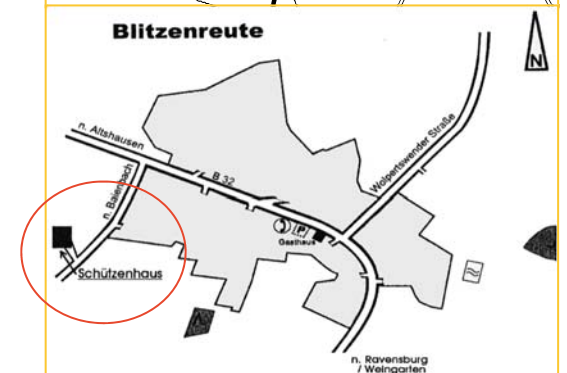 Blitzenreute
N
n. Altshausen
B 32
Wolpertswender Straße
n. Baienbach
P
Gasthaus
Schützenhaus
n. Ravensburg
/ Weingarten